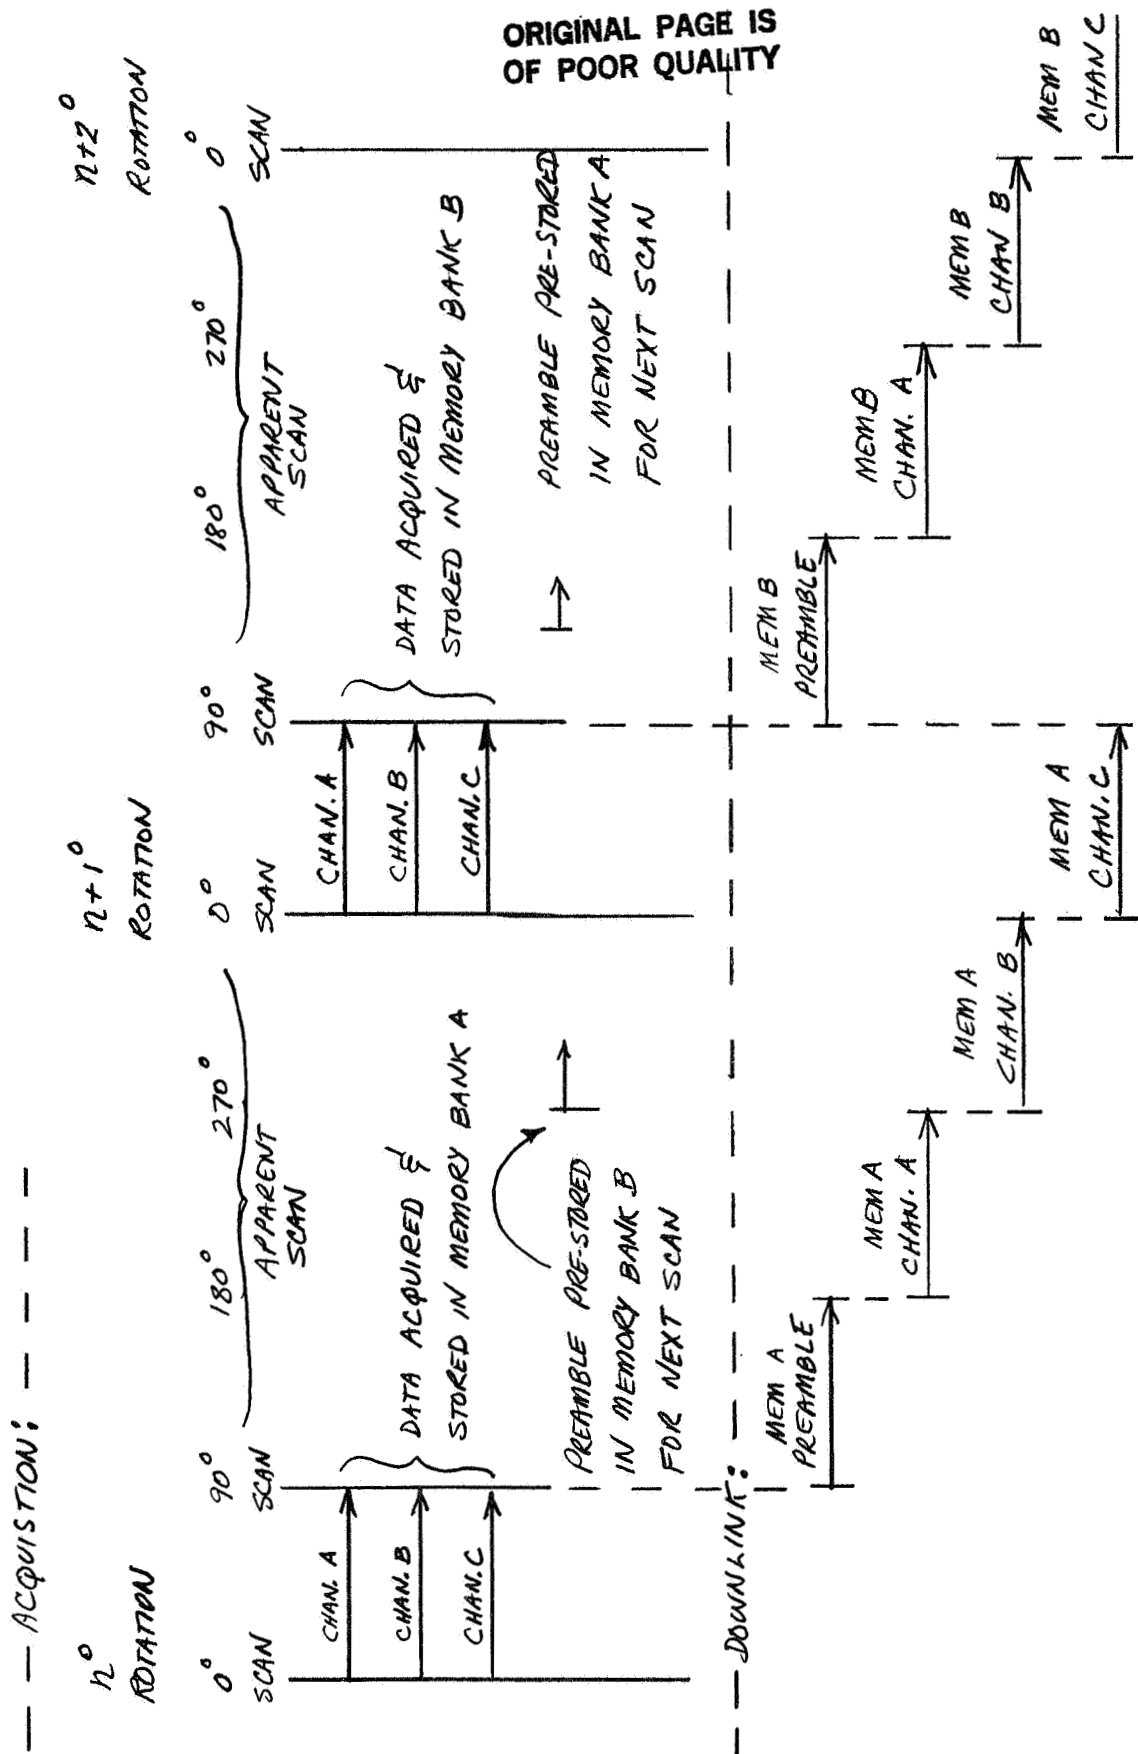 ORIGINAL PAGE IS
OF POOR QUALITY
— — ACQUISTION: — — — —
n°
ROTATION
n+1°
ROTATION
n+2°
ROTATION
0°
SCAN
90°
SCAN
180°
270°
APPARENT
SCAN
0°
SCAN
90°
SCAN
180°
270°
APPARENT
SCAN
0°
SCAN
CHAN. A
CHAN. B
CHAN. C
DATA ACQUIRED &
STORED IN MEMORY BANK A
PREAMBLE PRE-STORED
IN MEMORY BANK B
FOR NEXT SCAN
CHAN. A
CHAN. B
CHAN. C
DATA ACQUIRED &
STORED IN MEMORY BANK B
PREAMBLE PRE-STORED
IN MEMORY BANK A
FOR NEXT SCAN
DOWNLINK:
MEM A
PREAMBLE
MEM A
CHAN. A
MEM A
CHAN. B
MEM A
CHAN. C
MEM B
PREAMBLE
MEM B
CHAN. A
MEM B
CHAN B
MEM B
CHAN C